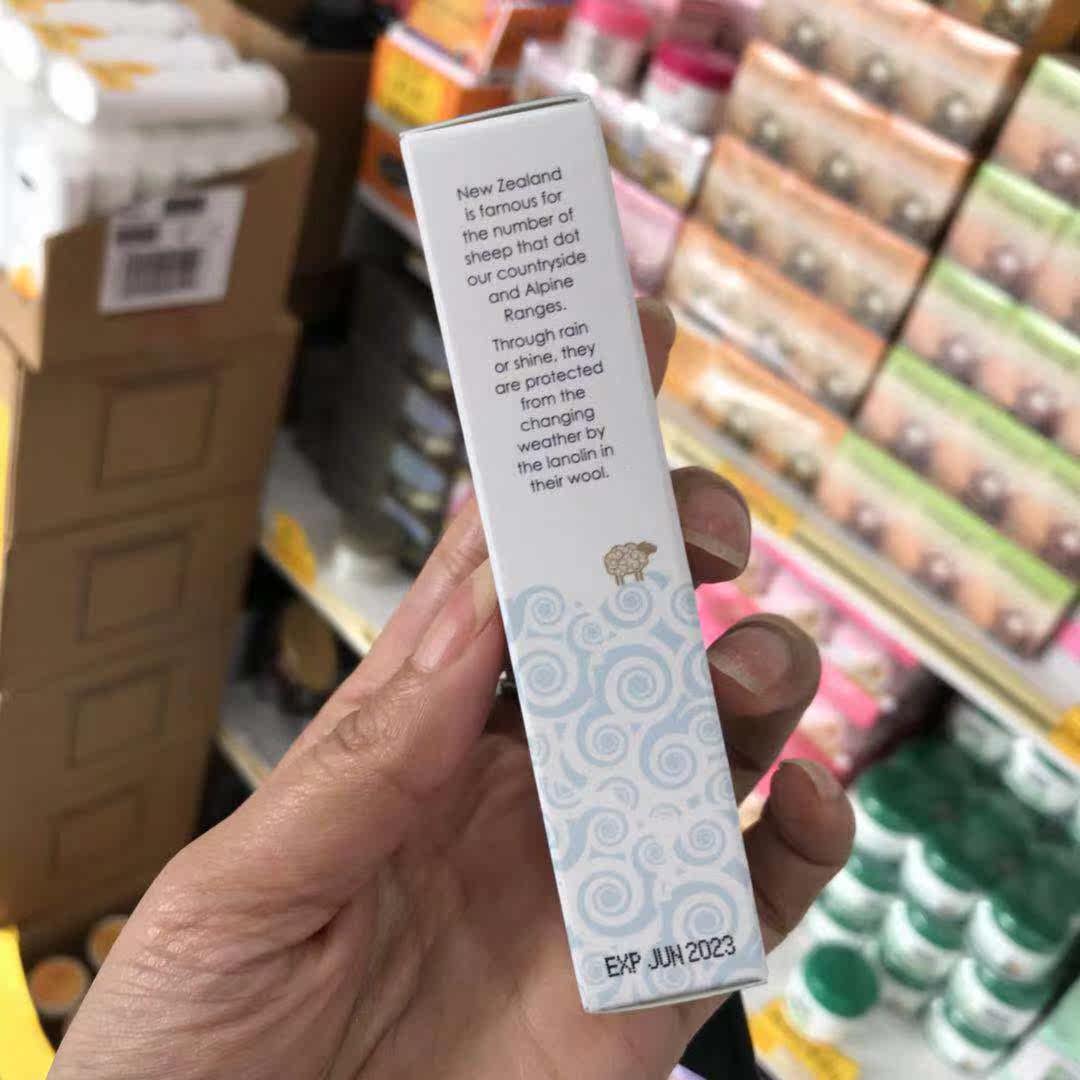 New Zealand
is famous for
the number of
sheep that dot
our countryside
and Alpine
Ranges.
Through rain
or shine, they
are protected
from the
changing
weather by
the lanolin in
their wool.
EXP JUN 2023